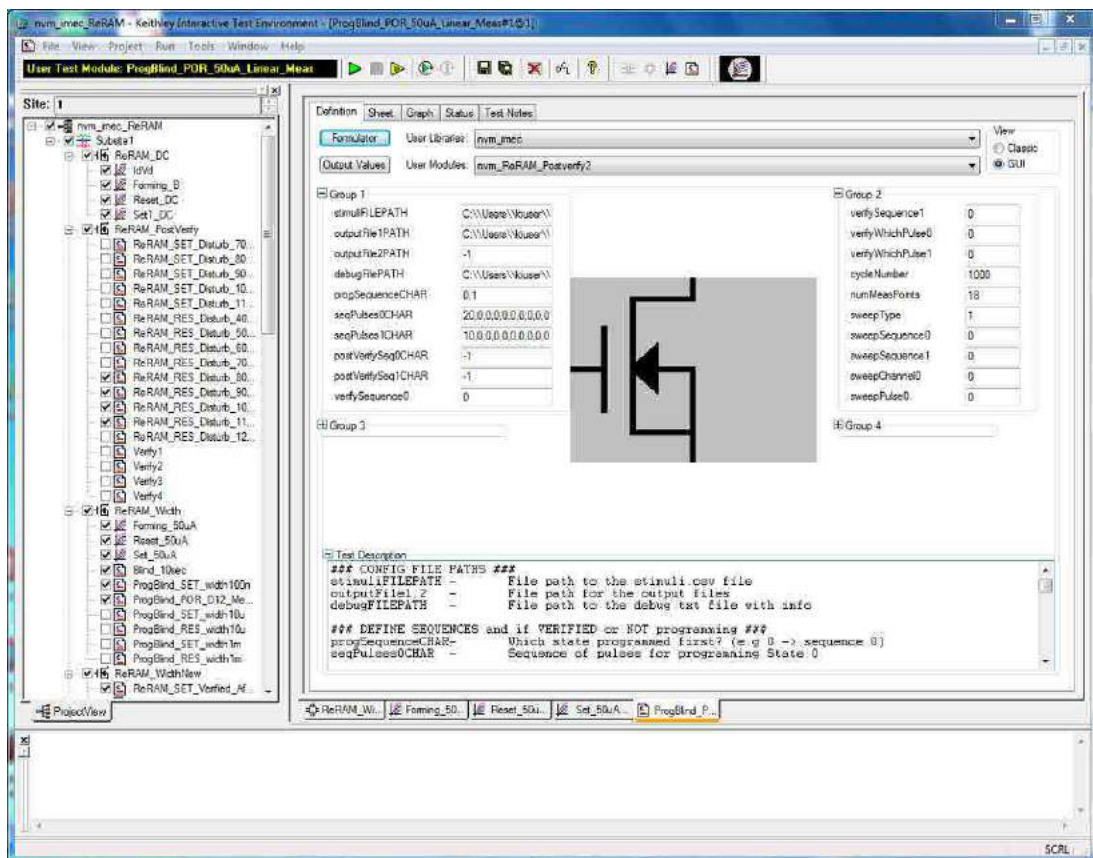 nvm_imec_ReRAM - Keithley Interactive Test Environment - [ProgBlind_POR_50uA_Linear_Meas#1@1]
File View Project Run Tools Window Help
User Test Module: ProgBlind_POR_50uA_Linear_Meas
Site: 1
nvm_imec_ReRAM
Subsite1
ReRAM_DC
IdVd
Forming_B
Reset_DC
Set1_DC
ReRAM_PostVerify
ReRAM_SET_Disturb_70...
ReRAM_SET_Disturb_80...
ReRAM_SET_Disturb_90...
ReRAM_SET_Disturb_10...
ReRAM_SET_Disturb_11...
ReRAM_RES_Disturb_40...
ReRAM_RES_Disturb_50...
ReRAM_RES_Disturb_60...
ReRAM_RES_Disturb_70...
ReRAM_RES_Disturb_80...
ReRAM_RES_Disturb_90...
ReRAM_RES_Disturb_10...
ReRAM_RES_Disturb_11...
ReRAM_RES_Disturb_12...
Verify1
Verify2
Verify3
Verify4
ReRAM_Width
Forming_50uA
Reset_50uA
Set_50uA
Blind_10sec
ProgBlind_SET_width100n
ProgBlind_POR_D12_Me...
ProgBlind_SET_width10u
ProgBlind_RES_width10u
ProgBlind_SET_width1m
ProgBlind_RES_width1m
ReRAM_WidthNew
ReRAM_SET_Verified_Af...
ProjectView
Definition Sheet Graph Status Test Notes
Formulator User Libraries: nvm_imec
Output Values User Modules: nvm_ReRAM_Postverify2
View
Classic
GUI
Group 1
stimuliFILEPATH C:\\Users\\kiuser\\
outputFile1PATH C:\\Users\\kiuser\\
outputFile2PATH -1
debugFilePATH C:\\Users\\kiuser\\
progSequenceCHAR 0,1
seqPulses0CHAR 20,0,0,0,0,0,0,0,0
seqPulses1CHAR 10,0,0,0,0,0,0,0,0
postVerifySeq0CHAR -1
postVerifySeq1CHAR -1
verifySequence0 0
Group 2
verifySequence1 0
verifyWhichPulse0 0
verifyWhichPulse1 0
cycleNumber 1000
numMeasPoints 18
sweepType 1
sweepSequence0 0
sweepSequence1 0
sweepChannel0 0
sweepPulse0 0
Group 3
Group 4
Test Description
### CONFIG FILE PATHS ###
stimuliFILEPATH - File path to the stimuli.csv file
outputFile1,2 - File path for the output files
debugFILEPATH - File path to the debug txt file with info
### DEFINE SEQUENCES and if VERIFIED or NOT programming ###
progSequenceCHAR- Which state programmed first? (e.g 0 -> sequence 0)
seqPulses0CHAR - Sequence of pulses for programming State 0
ReRAM_Wi... Forming_50... Reset_50u... Set_50uA... ProgBlind_P...
SCRL